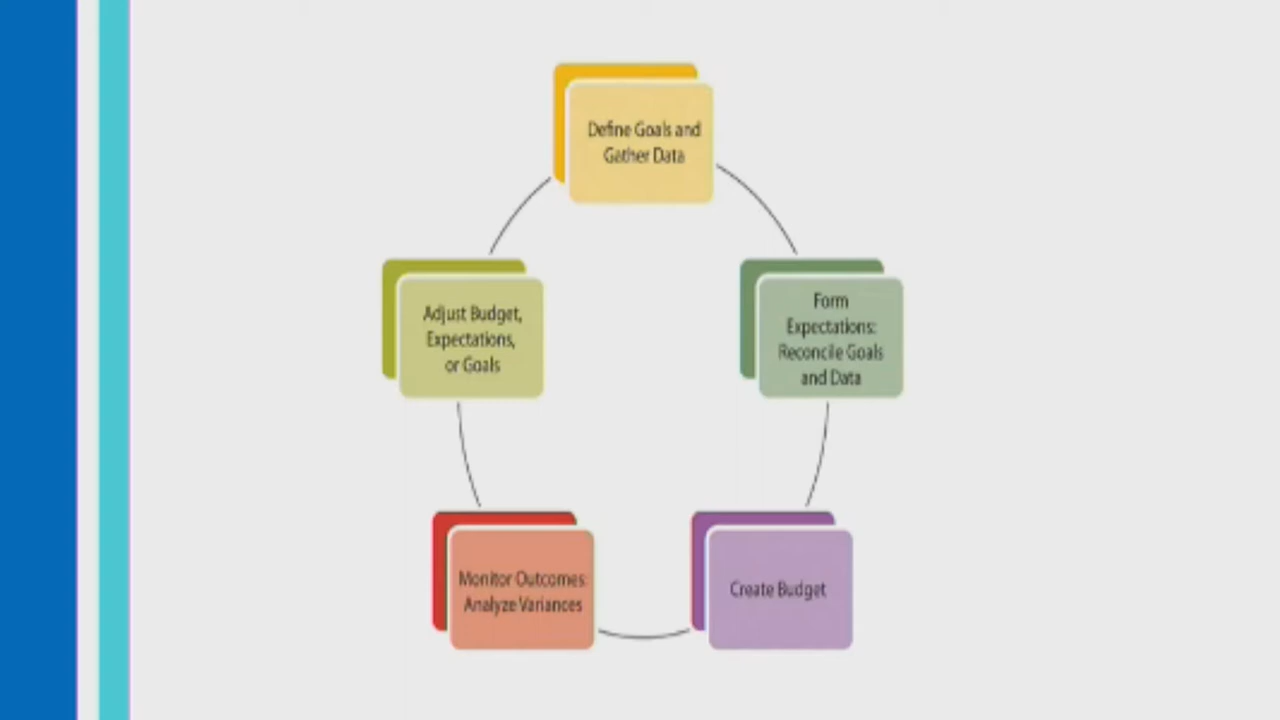 Define Goals and
Gather Data
Adjust Budget,
Expectations,
or Goals
Form
Expectations:
Reconcile Goals
and Data
Monitor Outcomes
Analyze Variances
Create Budget